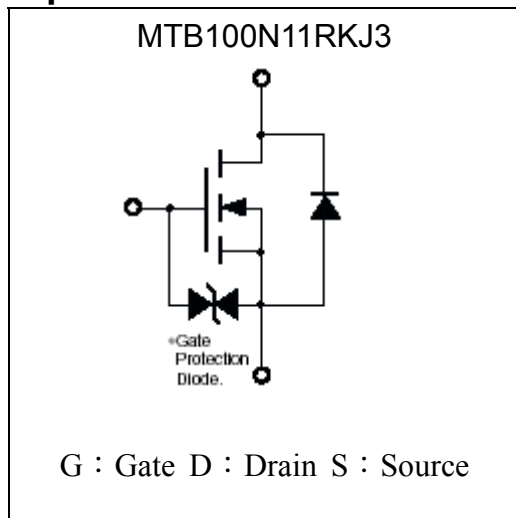 MTB100N11RKJ3
*Gate
Protection
Diode.
G：Gate D：Drain S：Source